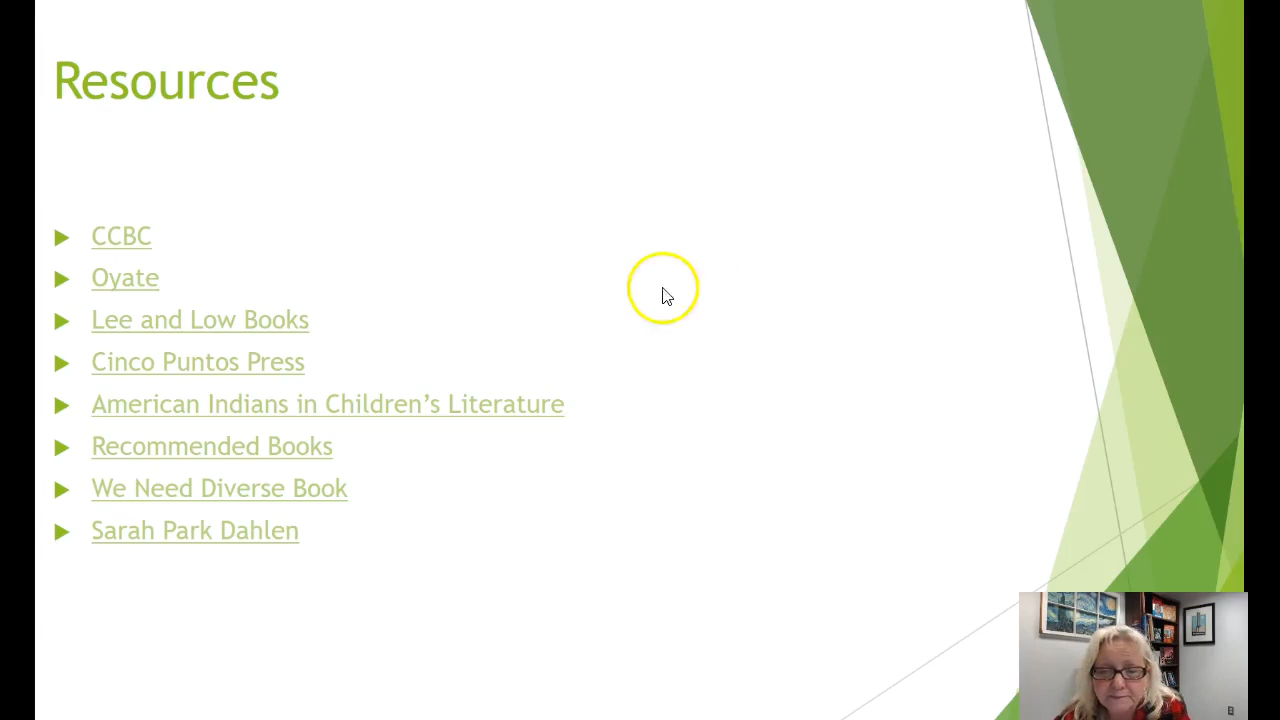 Resources
CCBC
Oyate
Lee and Low Books
Cinco Puntos Press
American Indians in Children’s Literature
Recommended Books
We Need Diverse Book
Sarah Park Dahlen